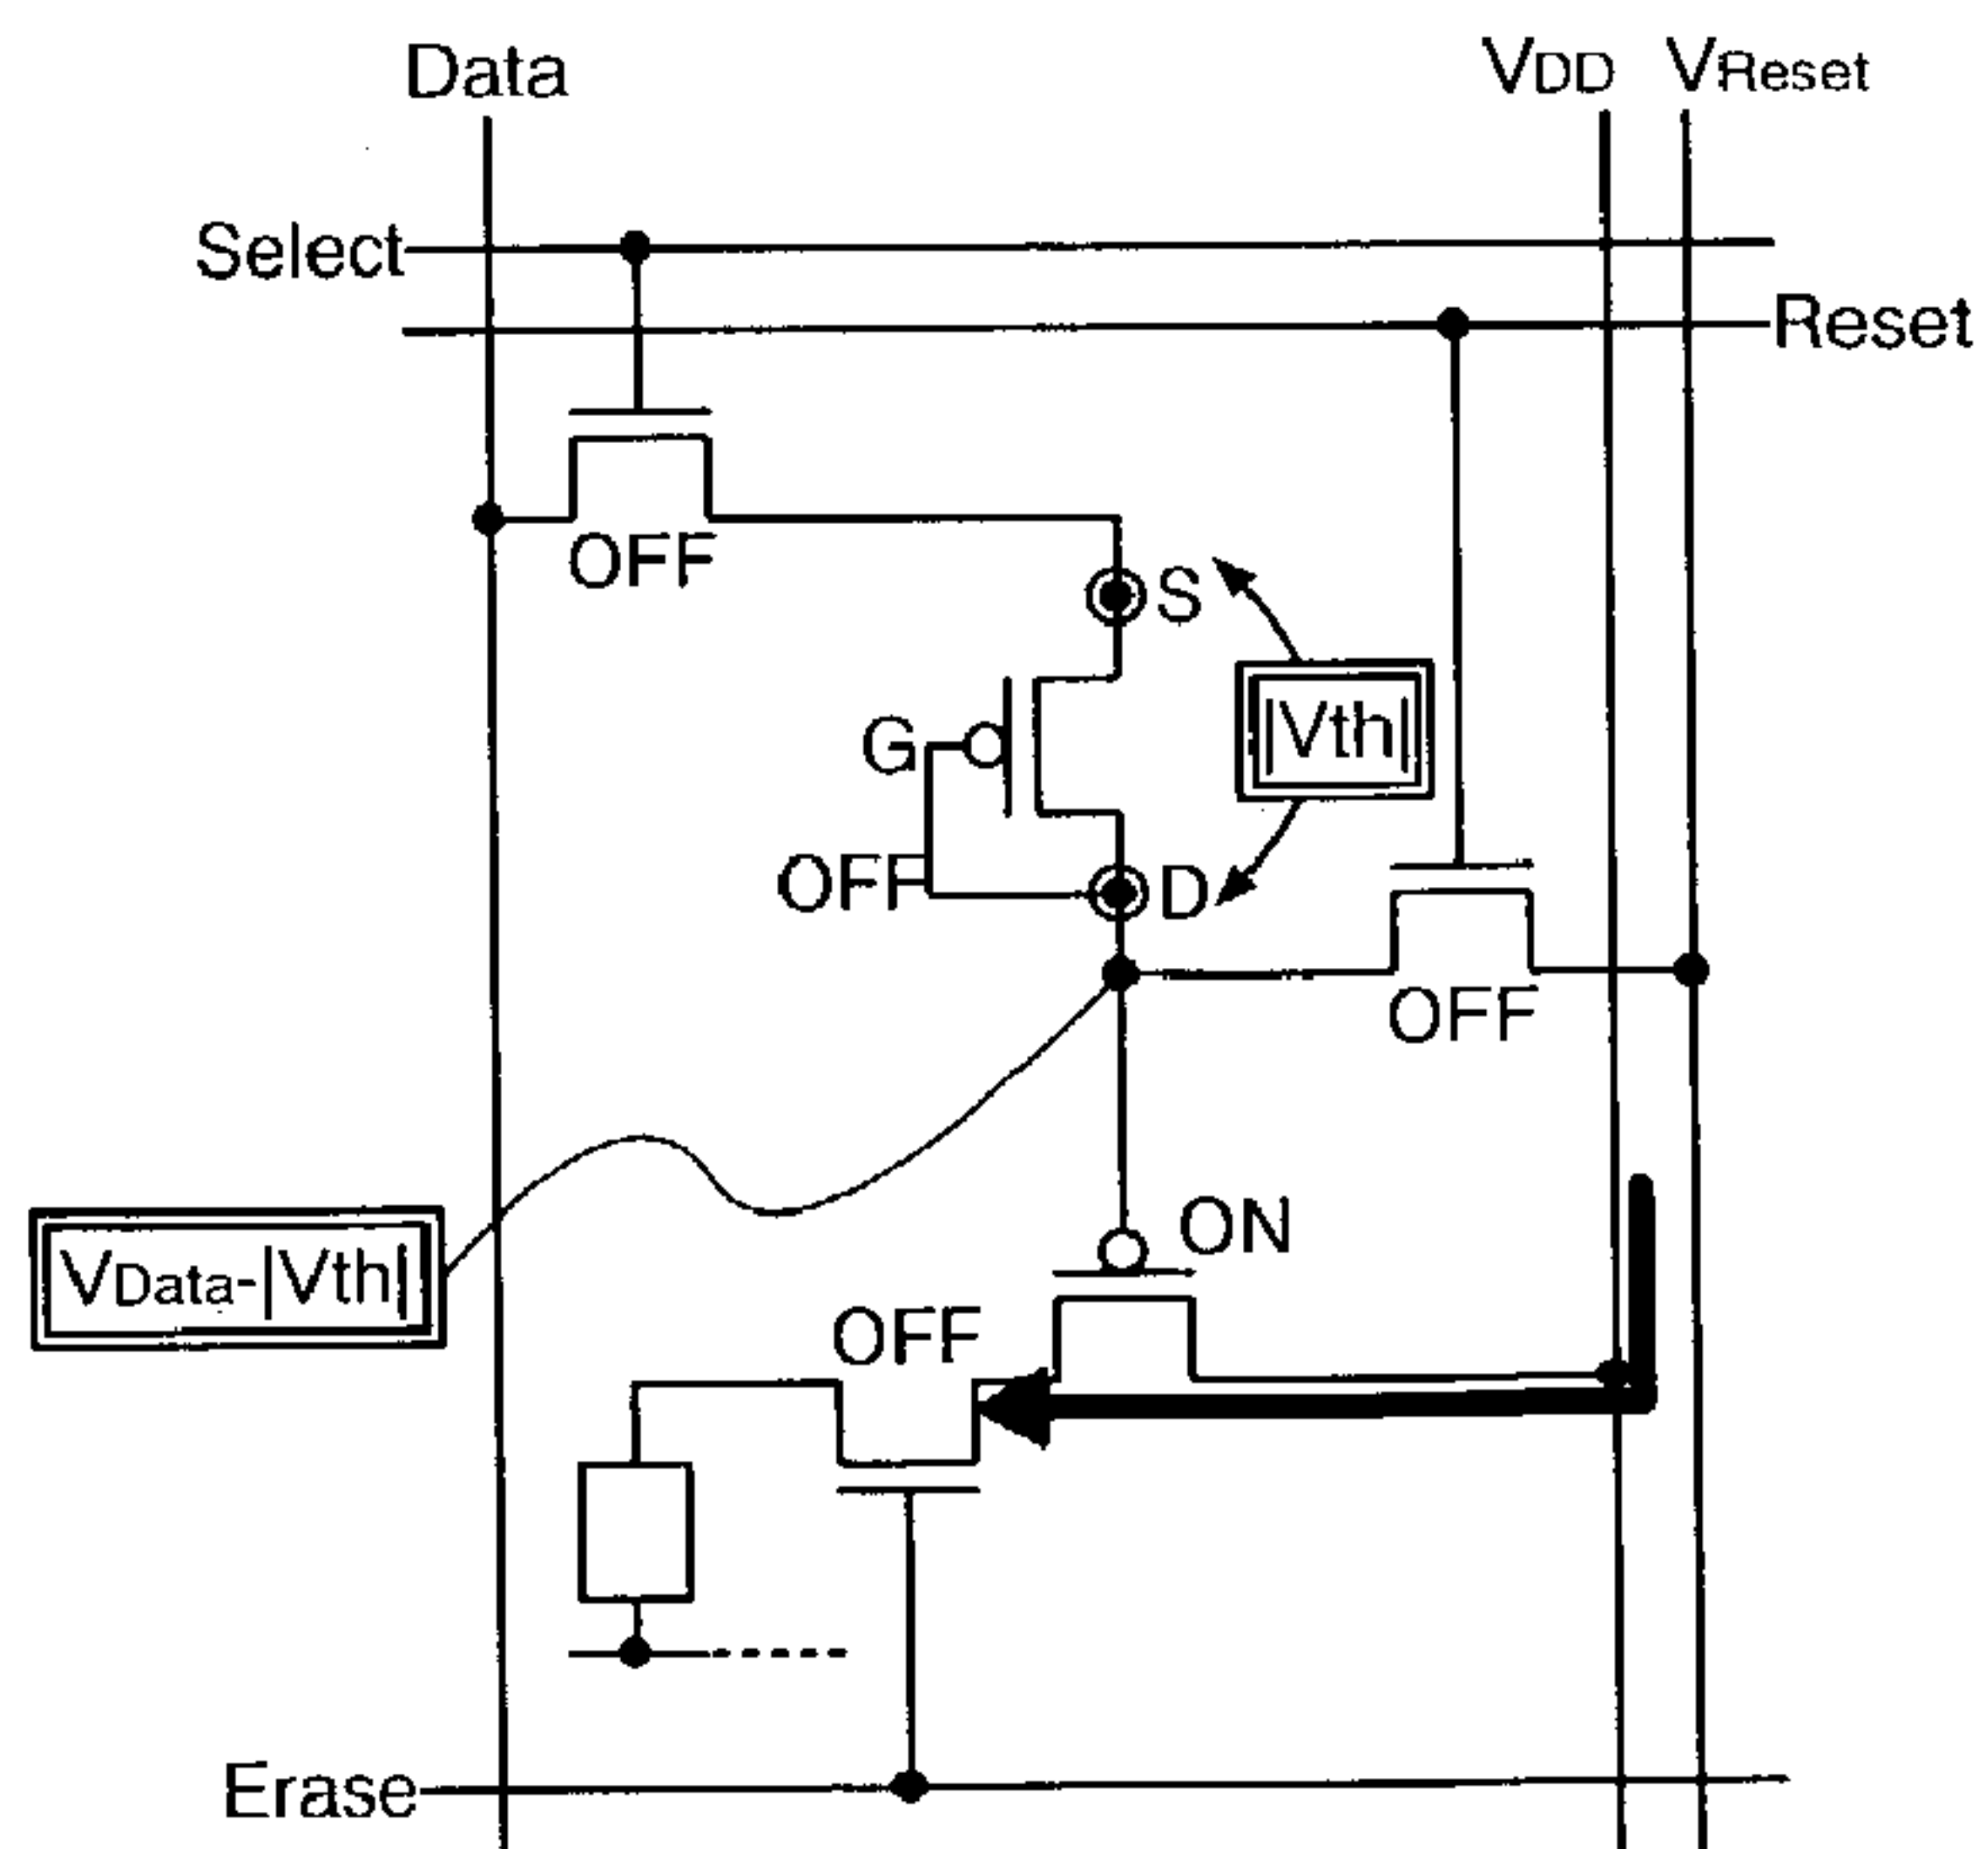 Data
VDD
VReset
Select
Reset
OFF
S
|Vth|
G
OFF
D
OFF
ON
VData-|Vth|
OFF
Erase